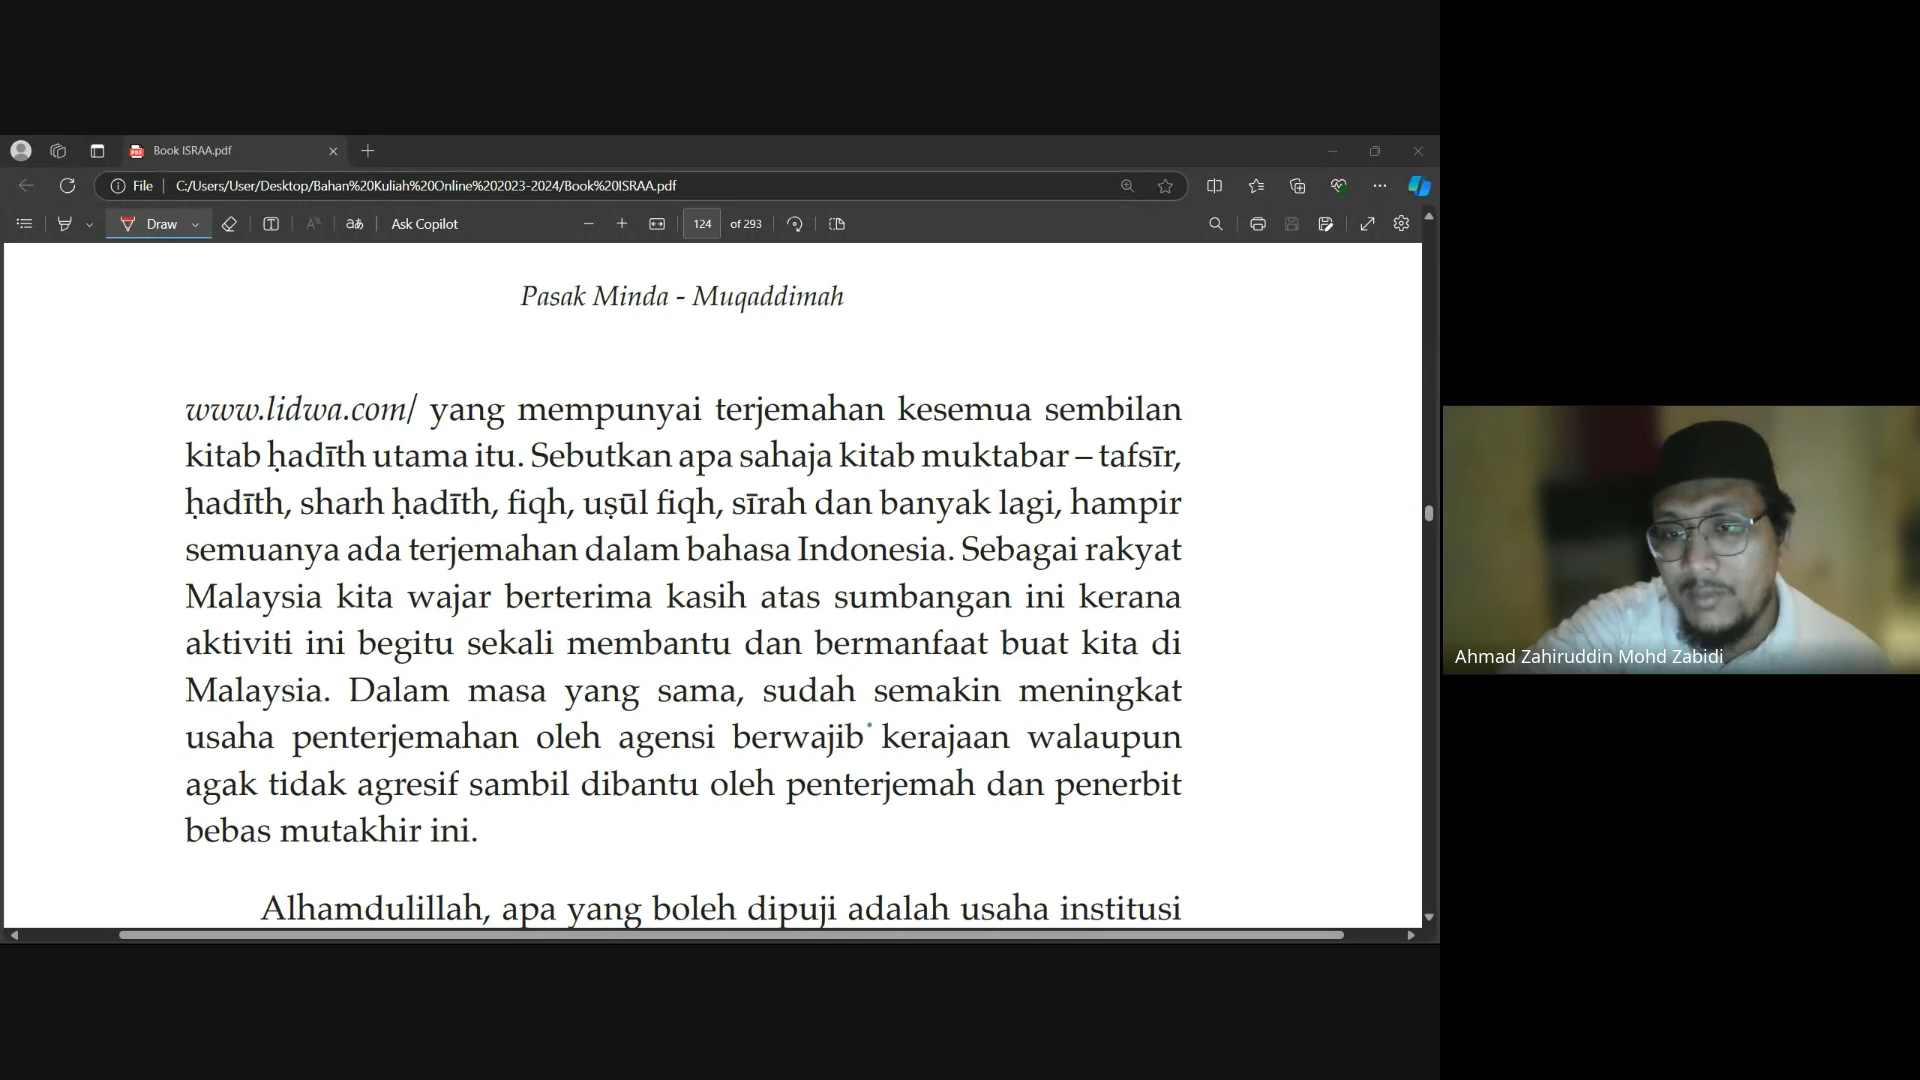 Book ISRAA.pdf
File
C:/Users/User/Desktop/Bahan%20Kuliah%20Online%202023-2024/Book%20ISRAA.pdf
Draw
aあ
Ask Copilot
124 of 293
Pasak Minda - Muqaddimah
www.lidwa.com/ yang mempunyai terjemahan kesemua sembilan
kitab ḥadīth utama itu. Sebutkan apa sahaja kitab muktabar – tafsīr,
ḥadīth, sharh ḥadīth, fiqh, uṣūl fiqh, sīrah dan banyak lagi, hampir
semuanya ada terjemahan dalam bahasa Indonesia. Sebagai rakyat
Malaysia kita wajar berterima kasih atas sumbangan ini kerana
aktiviti ini begitu sekali membantu dan bermanfaat buat kita di
Malaysia. Dalam masa yang sama, sudah semakin meningkat
usaha penterjemahan oleh agensi berwajib kerajaan walaupun
agak tidak agresif sambil dibantu oleh penterjemah dan penerbit
bebas mutakhir ini.
Alhamdulillah, apa yang boleh dipuji adalah usaha institusi
Ahmad Zahiruddin Mohd Zabidi